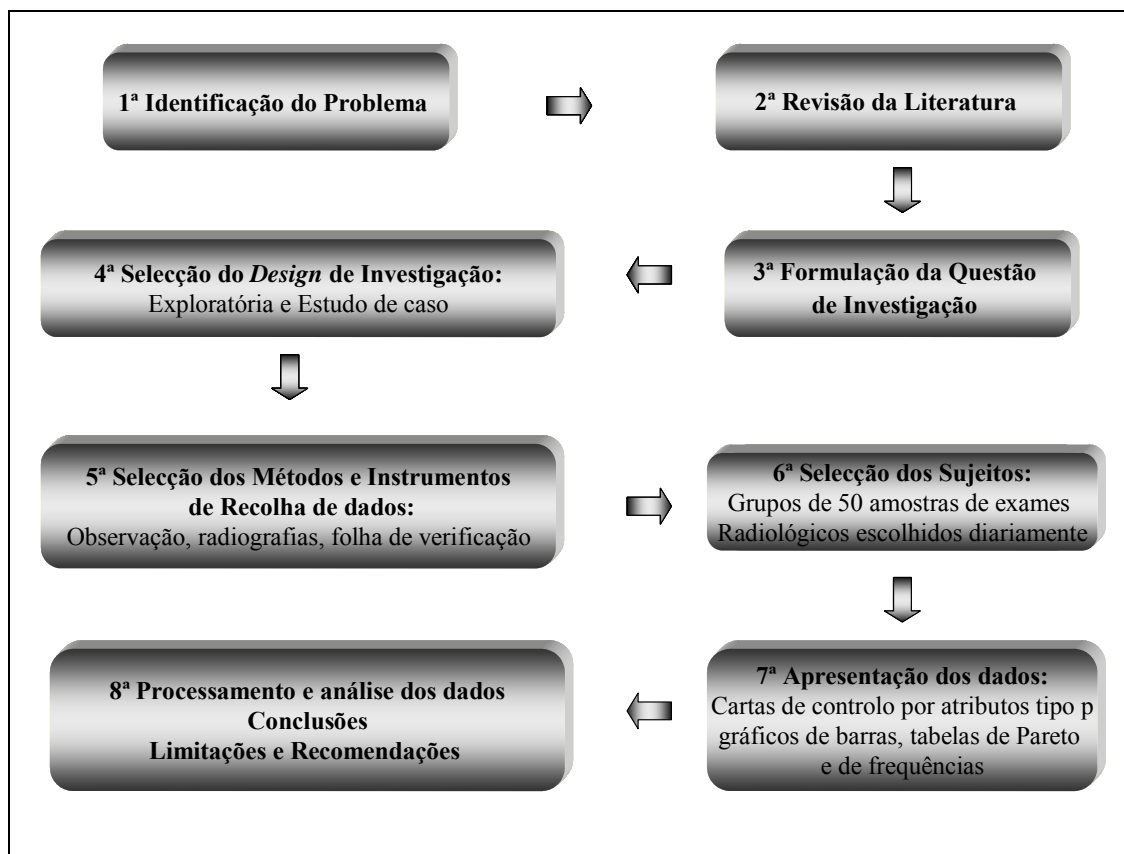 1ª Identificação do Problema
2ª Revisão da Literatura
3ª Formulação da Questão
de Investigação
4ª Selecção do Design de Investigação:
Exploratória e Estudo de caso
5ª Selecção dos Métodos e Instrumentos
de Recolha de dados:
Observação, radiografias, folha de verificação
6ª Selecção dos Sujeitos:
Grupos de 50 amostras de exames
Radiológicos escolhidos diariamente
7ª Apresentação dos dados:
Cartas de controlo por atributos tipo p
gráficos de barras, tabelas de Pareto
e de frequências
8ª Processamento e análise dos dados
Conclusões
Limitações e Recomendações